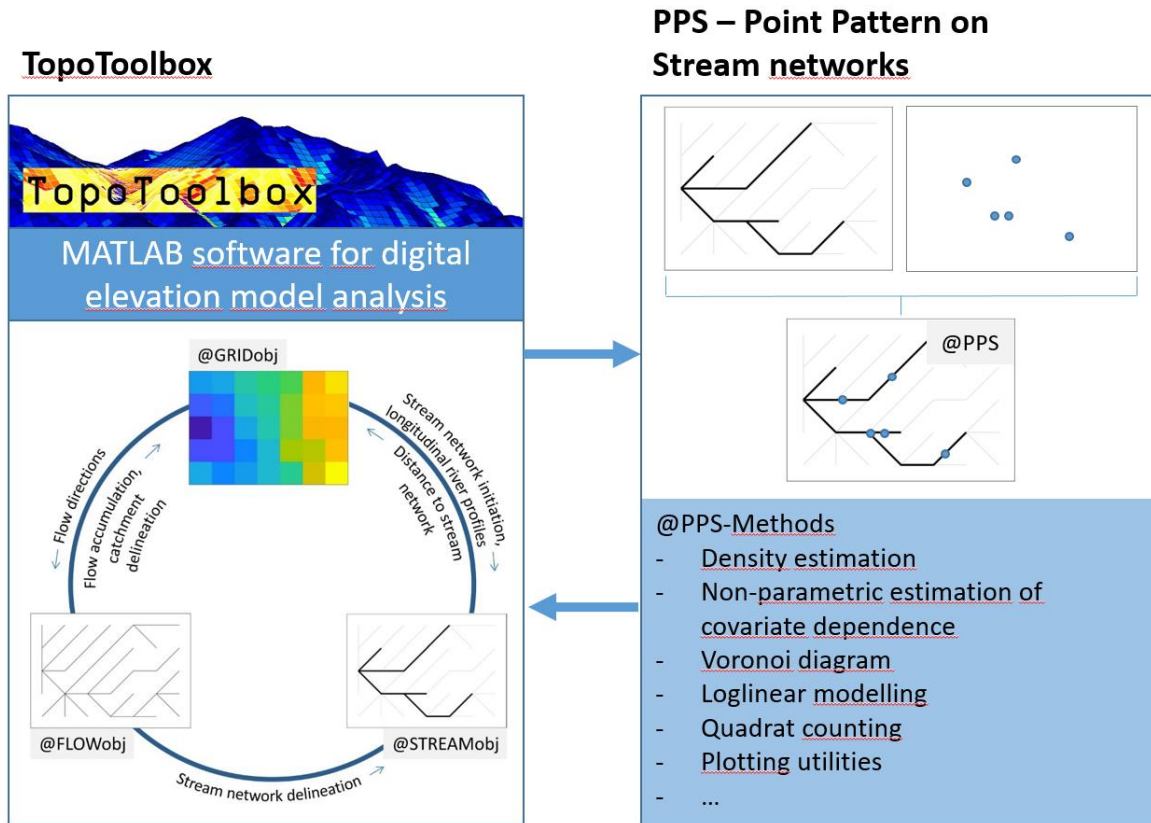 TopoToolbox
TopoToolbox
MATLAB software for digital
elevation model analysis
@GRIDobj
Flow directions
Flow accumulation,
catchment
delineation
Stream network initiation,
longitudinal river profiles
Distance to stream
network
@FLOWobj
@STREAMobj
Stream network delineation
PPS – Point Pattern on
Stream networks
@PPS
@PPS-Methods
- Density estimation
- Non-parametric estimation of
covariate dependence
- Voronoi diagram
- Loglinear modelling
- Quadrat counting
- Plotting utilities
- ...